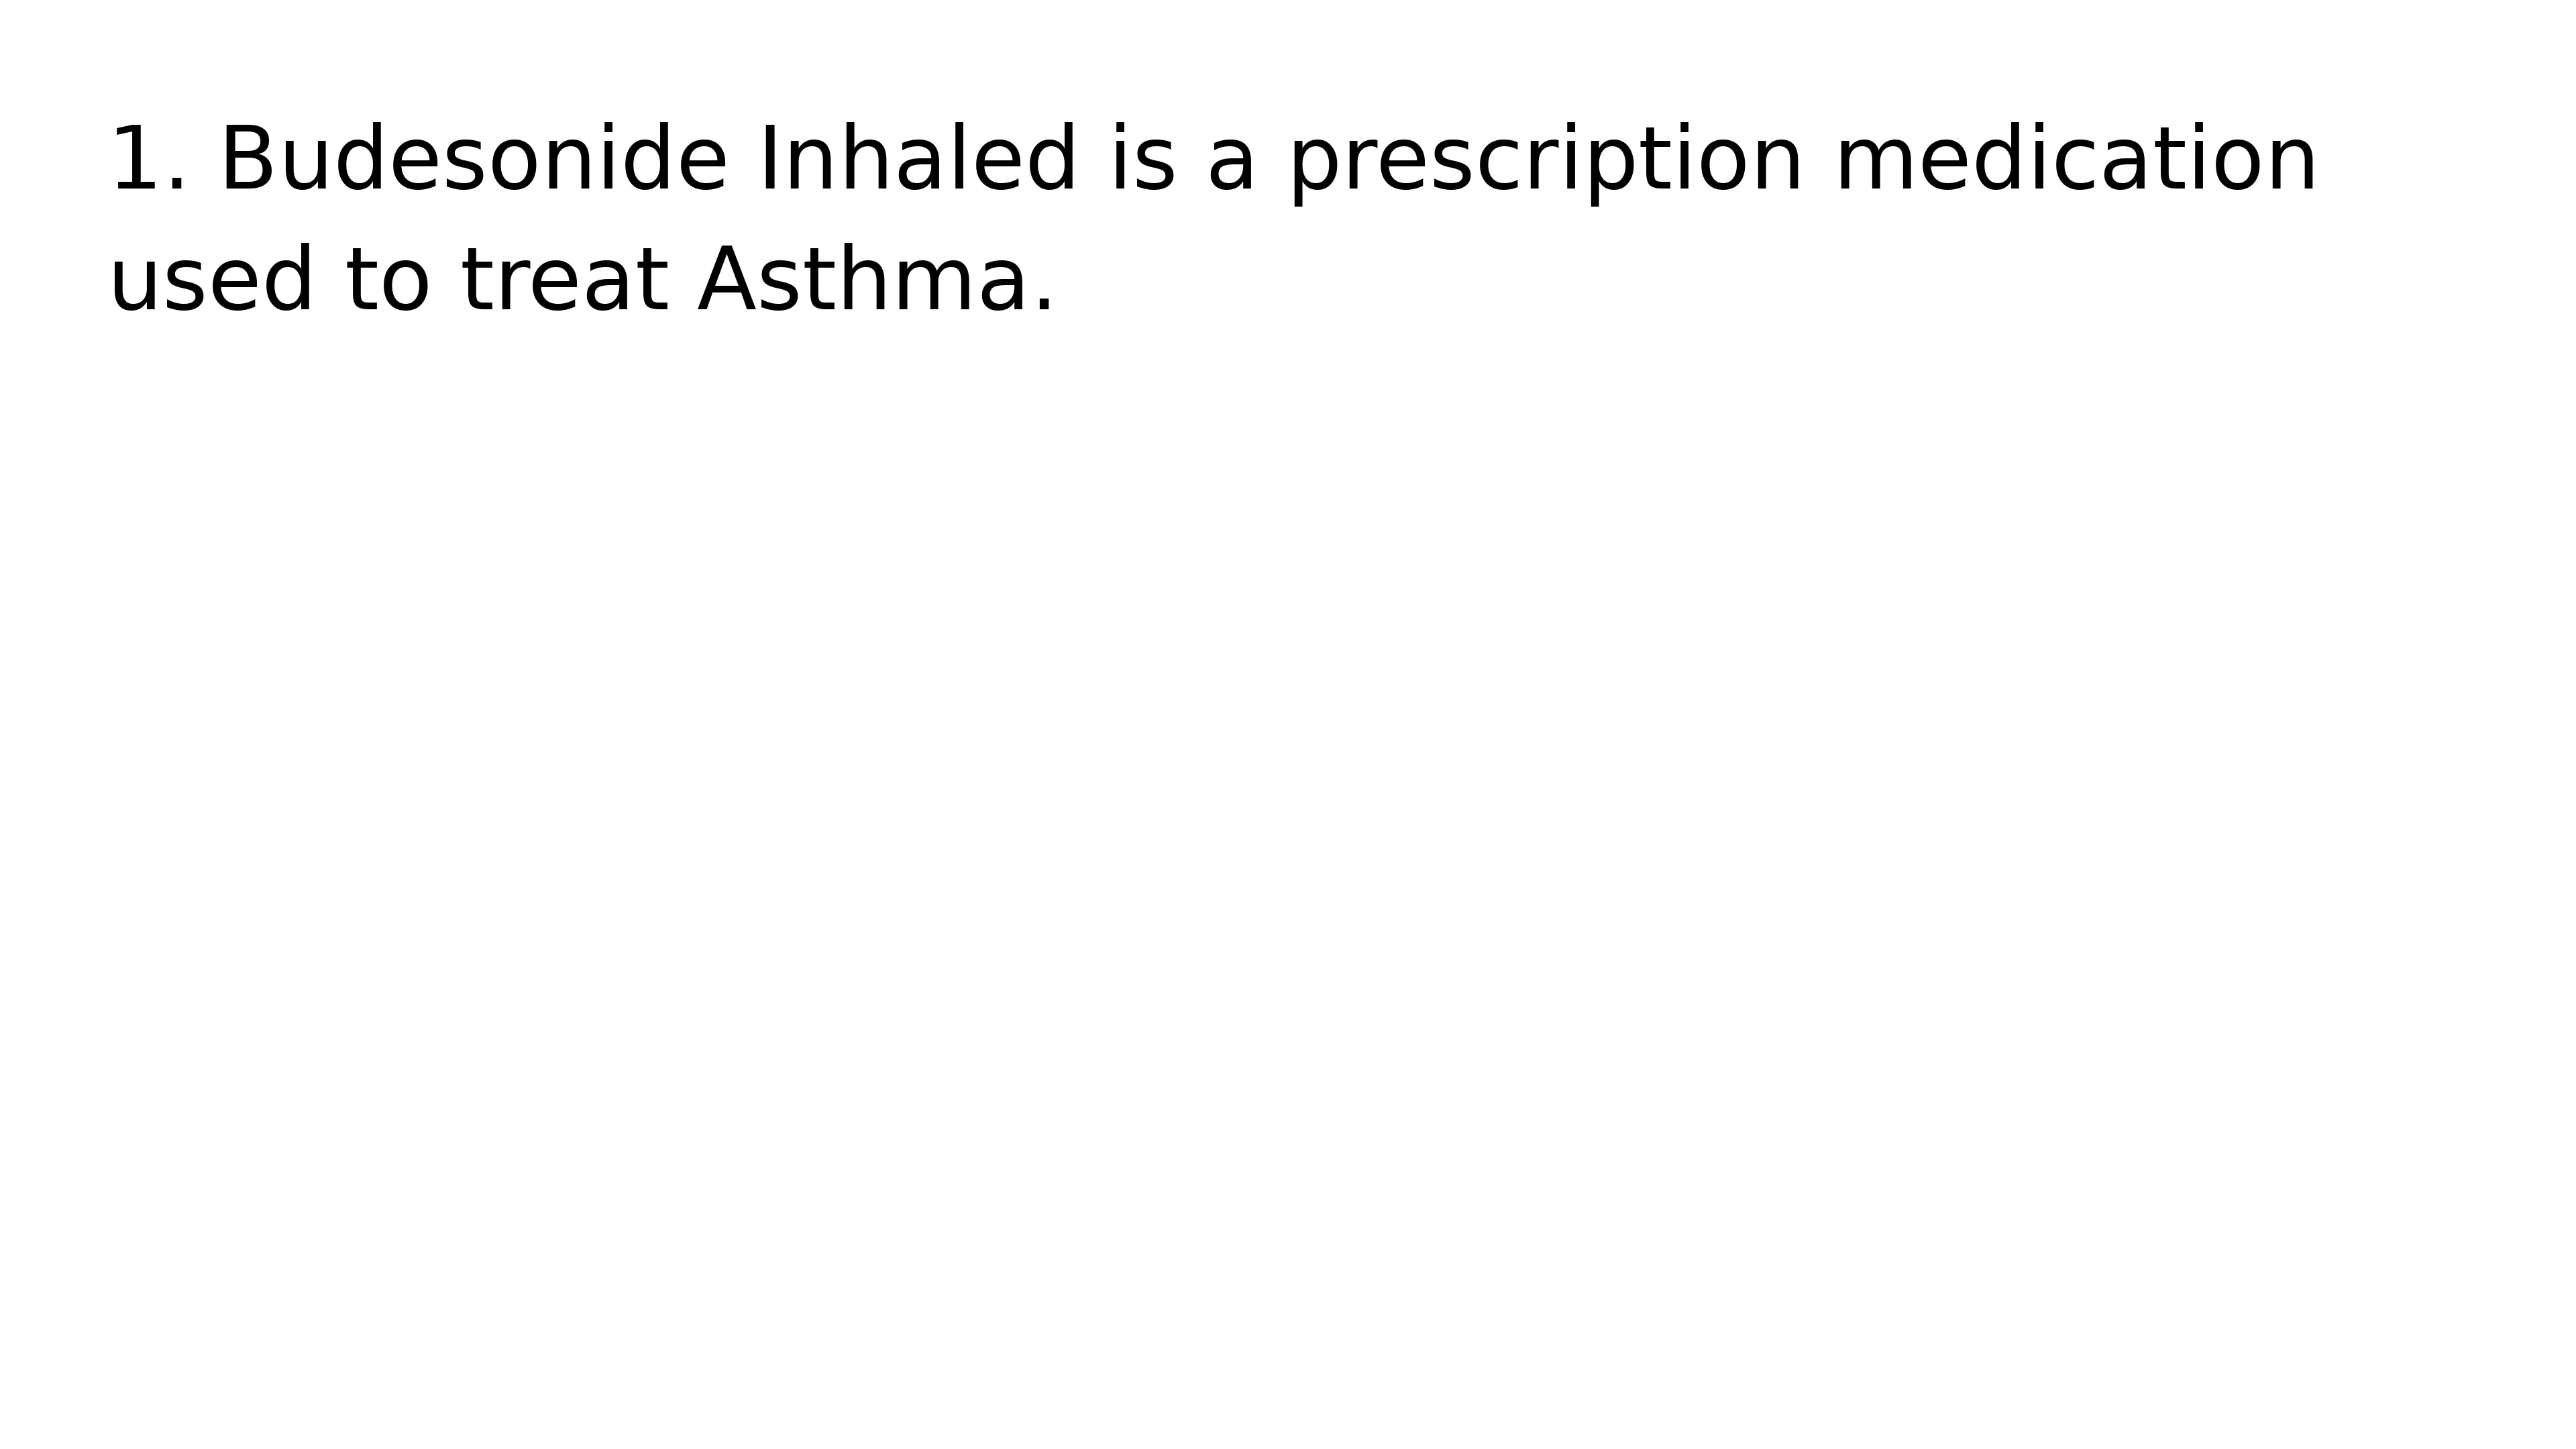 1. Budesonide Inhaled is a prescription medication
used to treat Asthma.